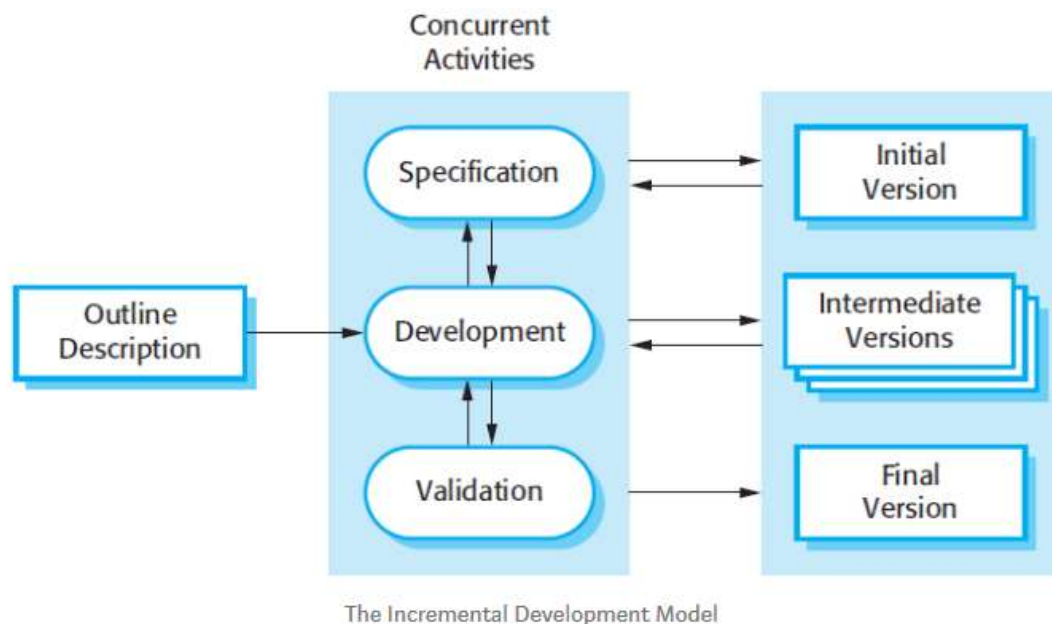 Concurrent
Activities
Specification
Initial
Version
Outline
Description
Development
Intermediate
Versions
Validation
Final
Version
The Incremental Development Model